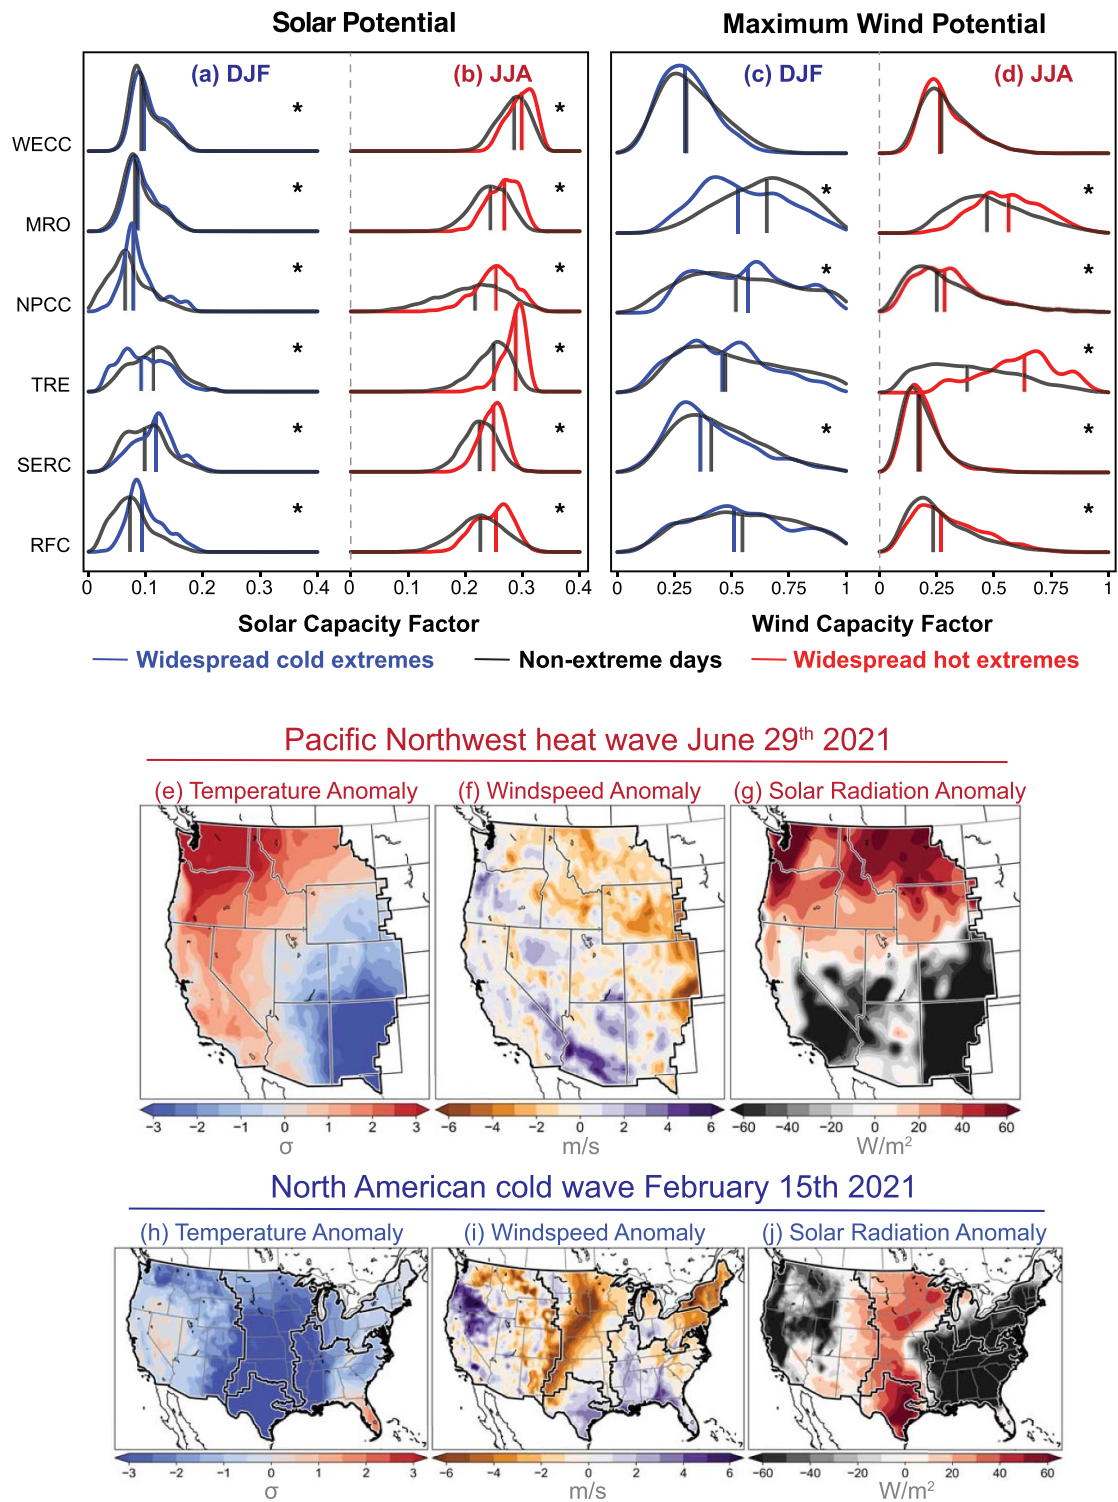 Solar Potential
Maximum Wind Potential
(a) DJF
(b) JJA
(c) DJF
(d) JJA
WECC
*
*
MRO
*
*
*
*
NPCC
*
*
*
*
TRE
*
*
*
SERC
*
*
*
*
RFC
*
*
*
0 0.1 0.2 0.3 0.4
0 0.2 0.3 0.4
0 0.25 0.5 0.75 1
0 0.25 0.5 0.75 1
Solar Capacity Factor
Wind Capacity Factor
Widespread cold extremes
Non-extreme days
Widespread hot extremes
Pacific Northwest heat wave June 29th 2021
(e) Temperature Anomaly
(f) Windspeed Anomaly
(g) Solar Radiation Anomaly
−3 −2 −1 0 1 2 3
σ
−6 −4 −2 0 2 4 6
m/s
−60 −40 −20 0 20 40 60
W/m²
North American cold wave February 15th 2021
(h) Temperature Anomaly
(i) Windspeed Anomaly
(j) Solar Radiation Anomaly
−3 −2 −1 0 1 2 3
σ
−6 −4 −2 0 2 4 6
m/s
−60 −40 −20 0 20 40 60
W/m²